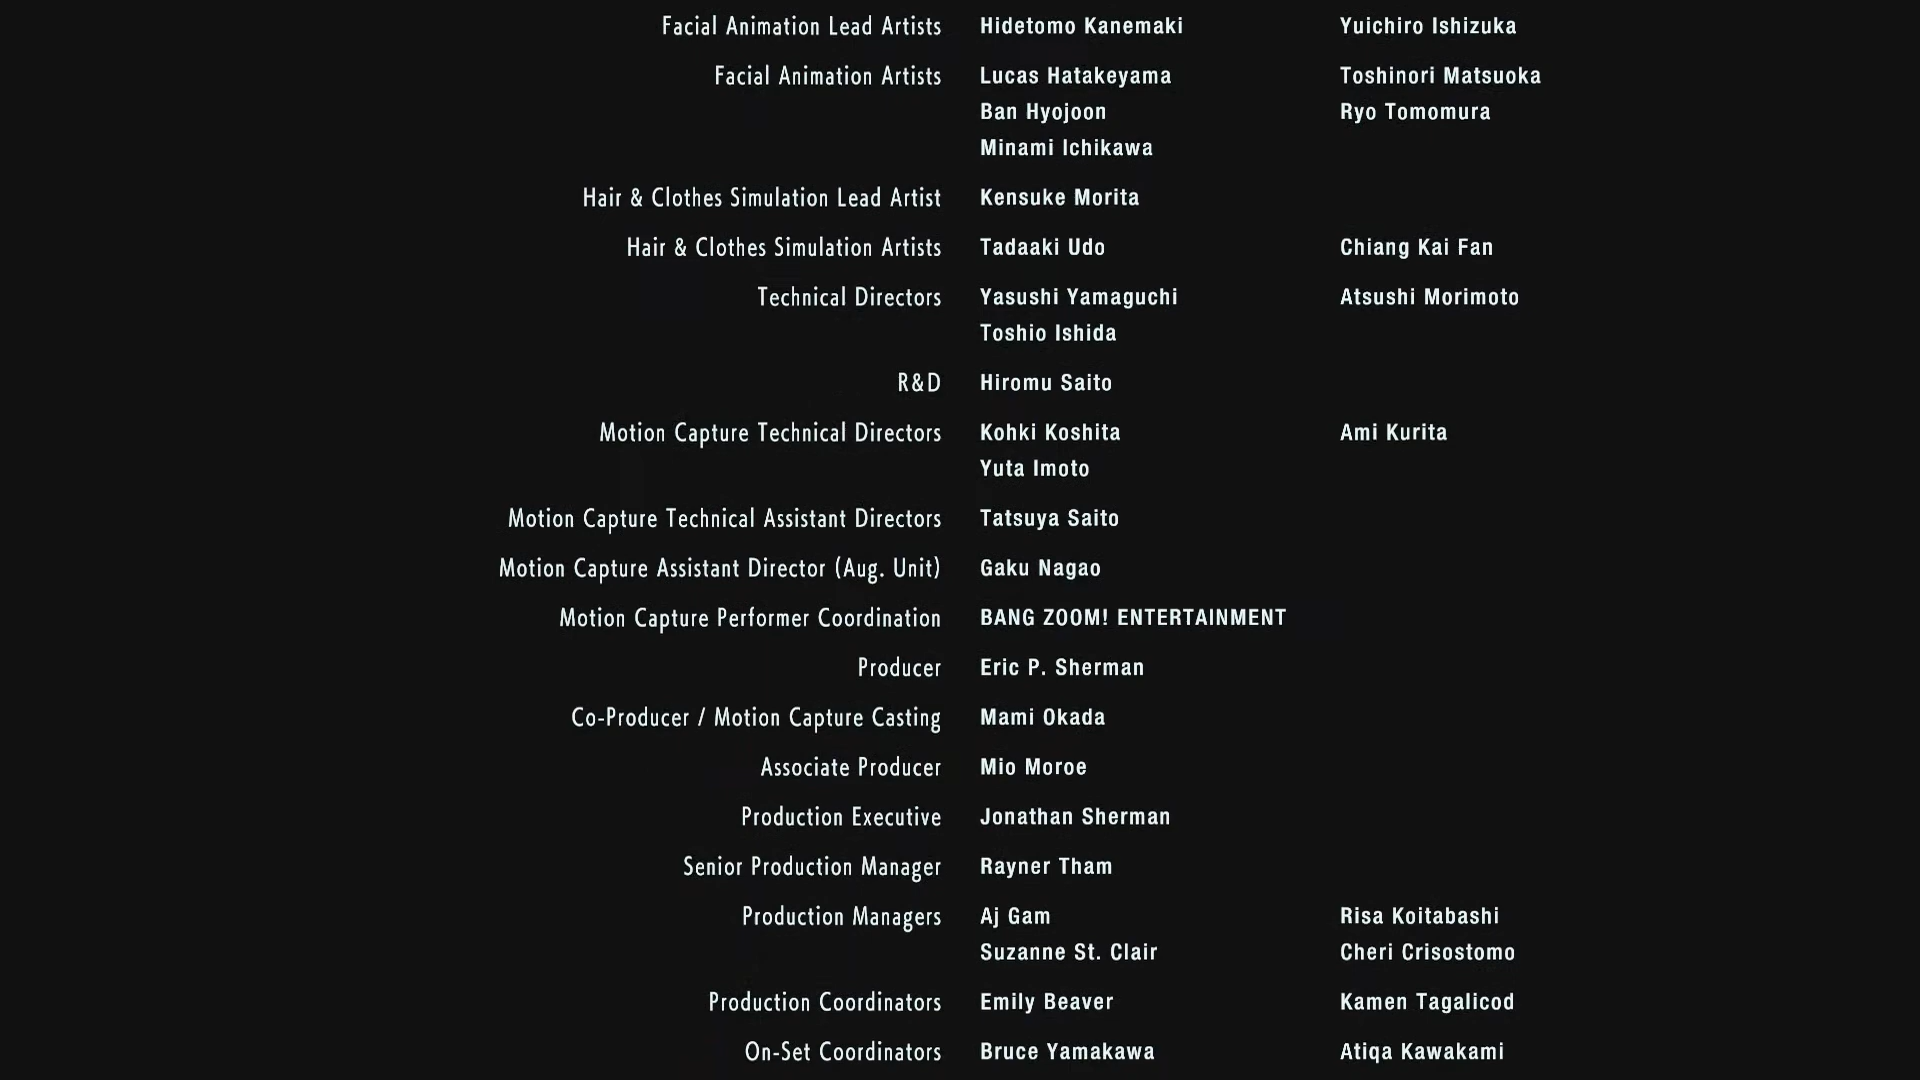 Facial Animation Lead Artists Hidetomo Kanemaki Yuichiro Ishizuka
Facial Animation Artists Lucas Hatakeyama Toshinori Matsuoka
Ban Hyojoon Ryo Tomomura
Minami Ichikawa
Hair & Clothes Simulation Lead Artist Kensuke Morita
Hair & Clothes Simulation Artists Tadaaki Udo Chiang Kai Fan
Technical Directors Yasushi Yamaguchi Atsushi Morimoto
Toshio Ishida
R&D Hiromu Saito
Motion Capture Technical Directors Kohki Koshita Ami Kurita
Yuta Imoto
Motion Capture Technical Assistant Directors Tatsuya Saito
Motion Capture Assistant Director (Aug. Unit) Gaku Nagao
Motion Capture Performer Coordination BANG ZOOM! ENTERTAINMENT
Producer Eric P. Sherman
Co-Producer / Motion Capture Casting Mami Okada
Associate Producer Mio Moroe
Production Executive Jonathan Sherman
Senior Production Manager Rayner Tham
Production Managers Aj Gam Risa Koitabashi
Suzanne St. Clair Cheri Crisostomo
Production Coordinators Emily Beaver Kamen Tagalicod
On-Set Coordinators Bruce Yamakawa Atiqa Kawakami